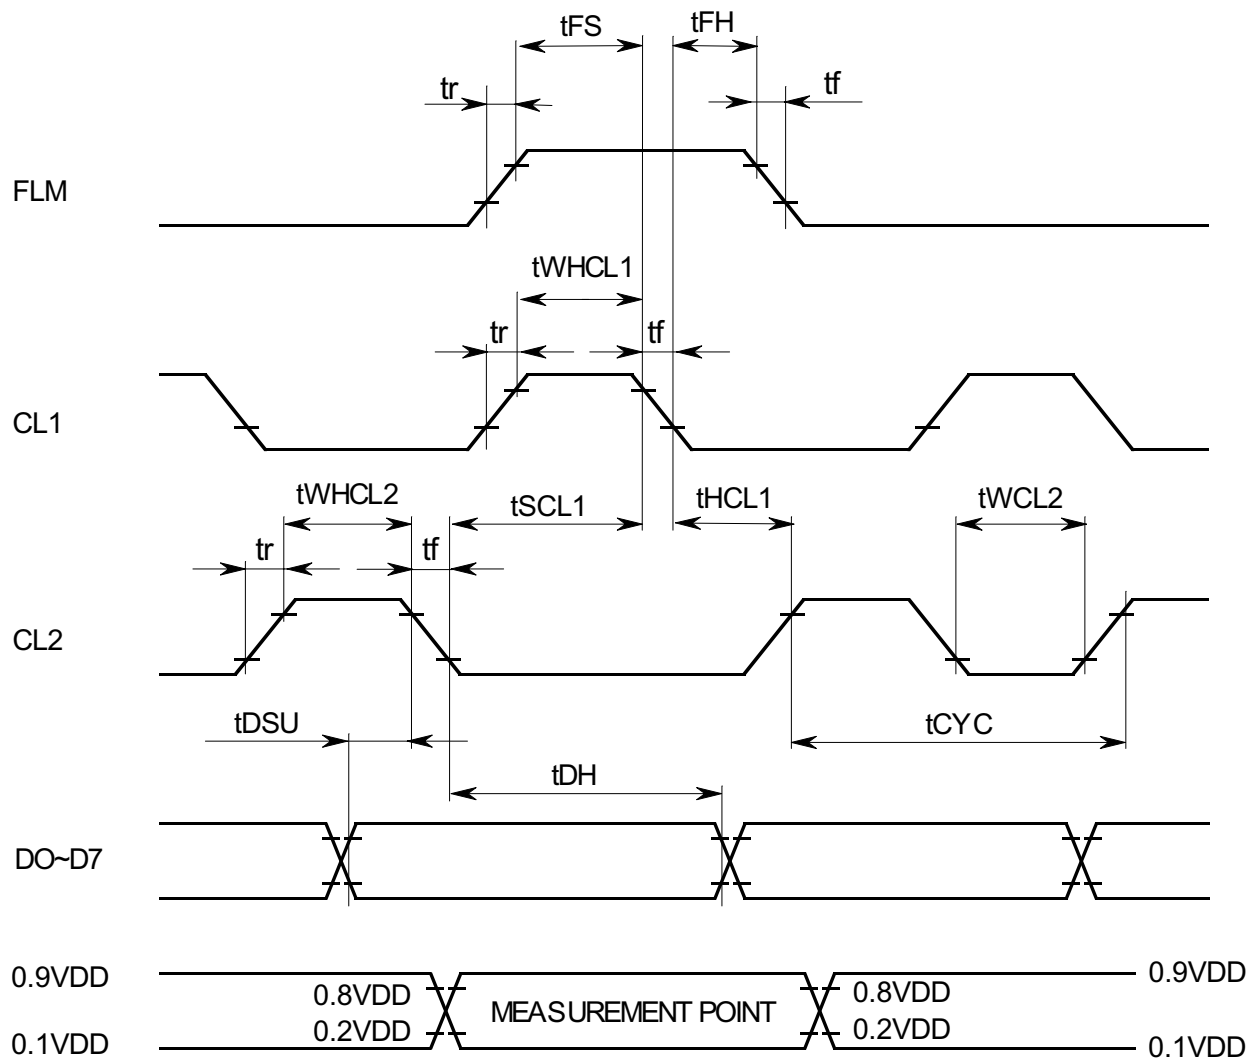 tFS
tFH
tr
tf
FLM
tWHCL1
tr
tf
CL1
tWHCL2
tSCL1
tHCL1
tWCL2
tr
tf
CL2
tDSU
tCYC
tDH
DO~D7
0.9VDD
0.9VDD
0.8VDD
MEASUREMENT POINT
0.8VDD
0.2VDD
0.2VDD
0.1VDD
0.1VDD